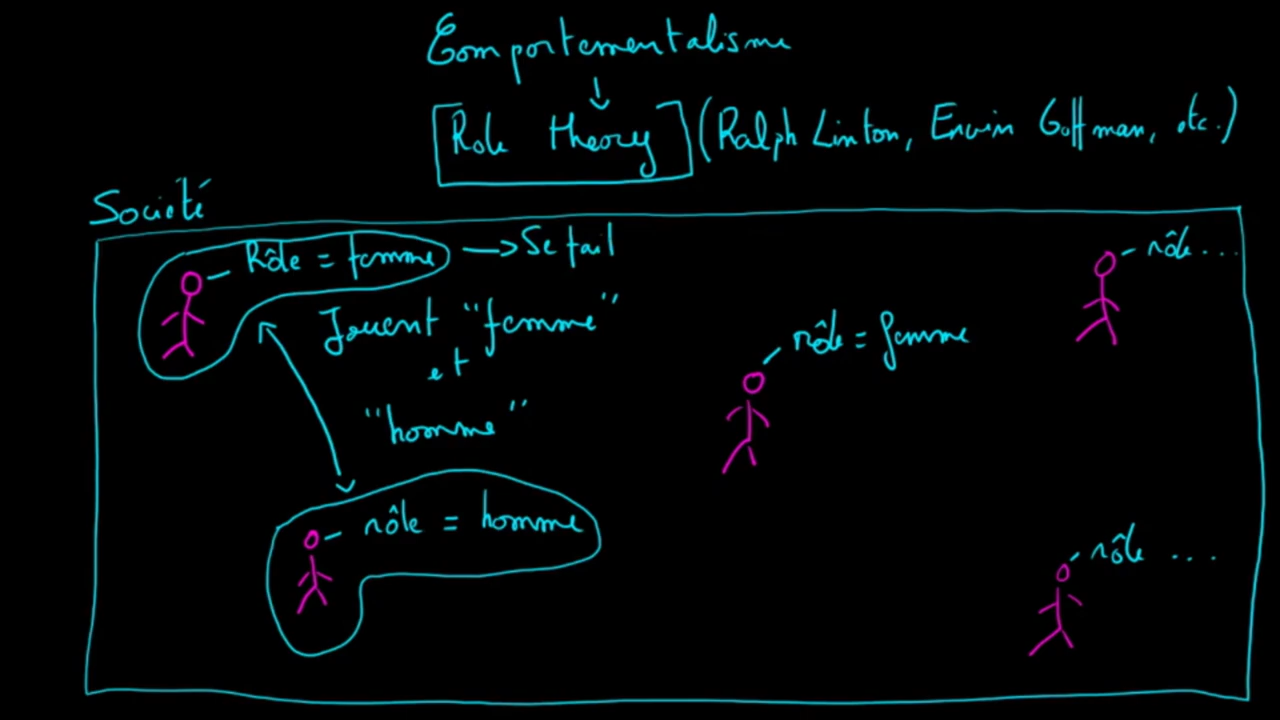 Comportementalisme
Role theory (Ralph Linton, Erwin Goffman, etc.)
Société
Rôle = femme → Se tait
rôle ...
Jouent "femme"
et
"homme"
rôle = femme
rôle = homme
rôle ...